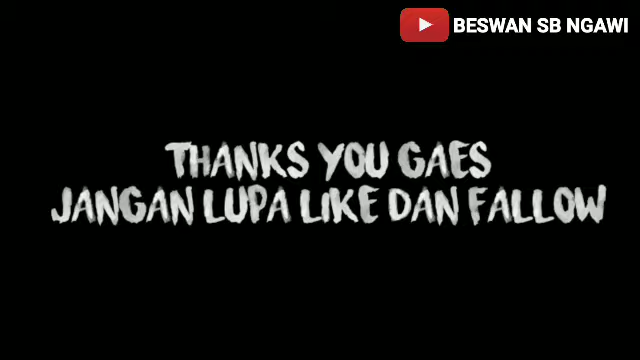 BESWAN SB NGAWI
THANKS YOU GAES
JANGAN LUPA LIKE DAN FALLOW